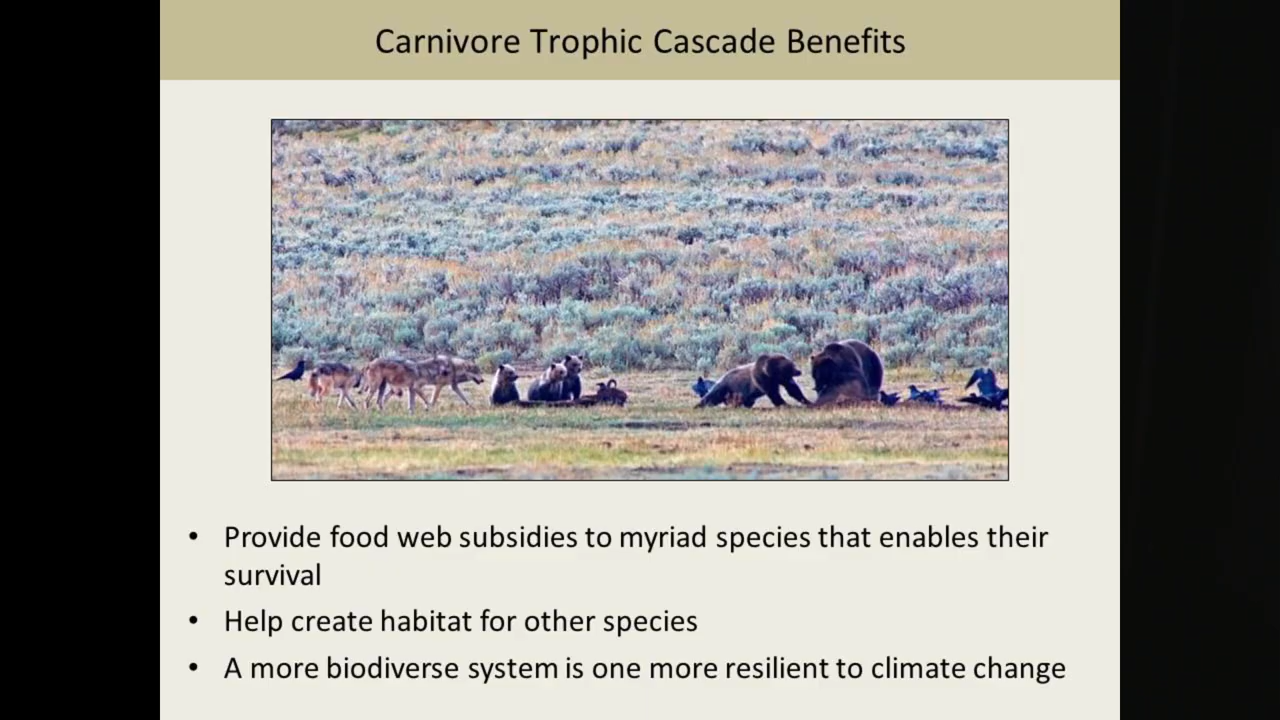 Carnivore Trophic Cascade Benefits
• Provide food web subsidies to myriad species that enables their
survival
• Help create habitat for other species
• A more biodiverse system is one more resilient to climate change